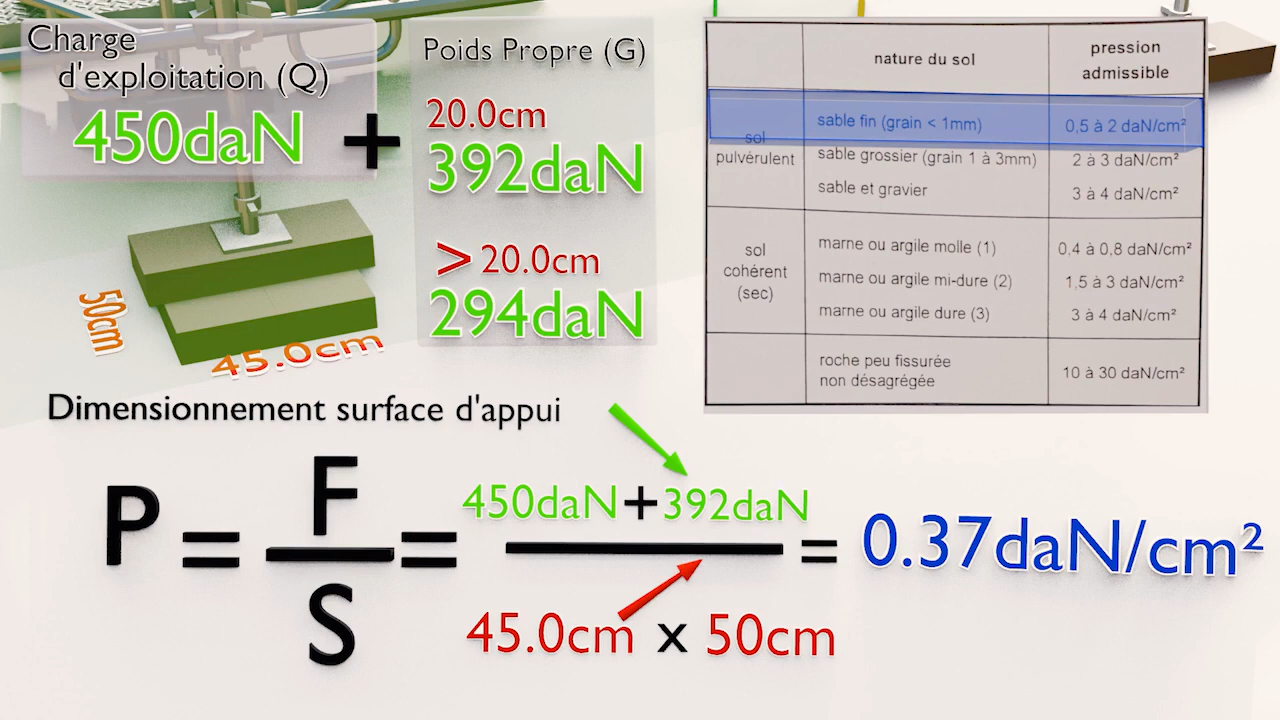 Charge
d'exploitation (Q)
450daN
+
Poids Propre (G)
20.0cm
392daN
> 20.0cm
294daN
50cm
45.0cm
nature du sol
pression
admissible
sol
pulvérulent
sable fin (grain < 1mm)
0,5 à 2 daN/cm²
sable grossier (grain 1 à 3mm)
2 à 3 daN/cm²
sable et gravier
3 à 4 daN/cm²
sol
cohérent
(sec)
marne ou argile molle (1)
0,4 à 0,8 daN/cm²
marne ou argile mi-dure (2)
1,5 à 3 daN/cm²
marne ou argile dure (3)
3 à 4 daN/cm²
roche peu fissurée
non désagrégée
10 à 30 daN/cm²
Dimensionnement surface d'appui
P = F
S
= 450daN+392daN
45.0cm x 50cm
= 0.37daN/cm²